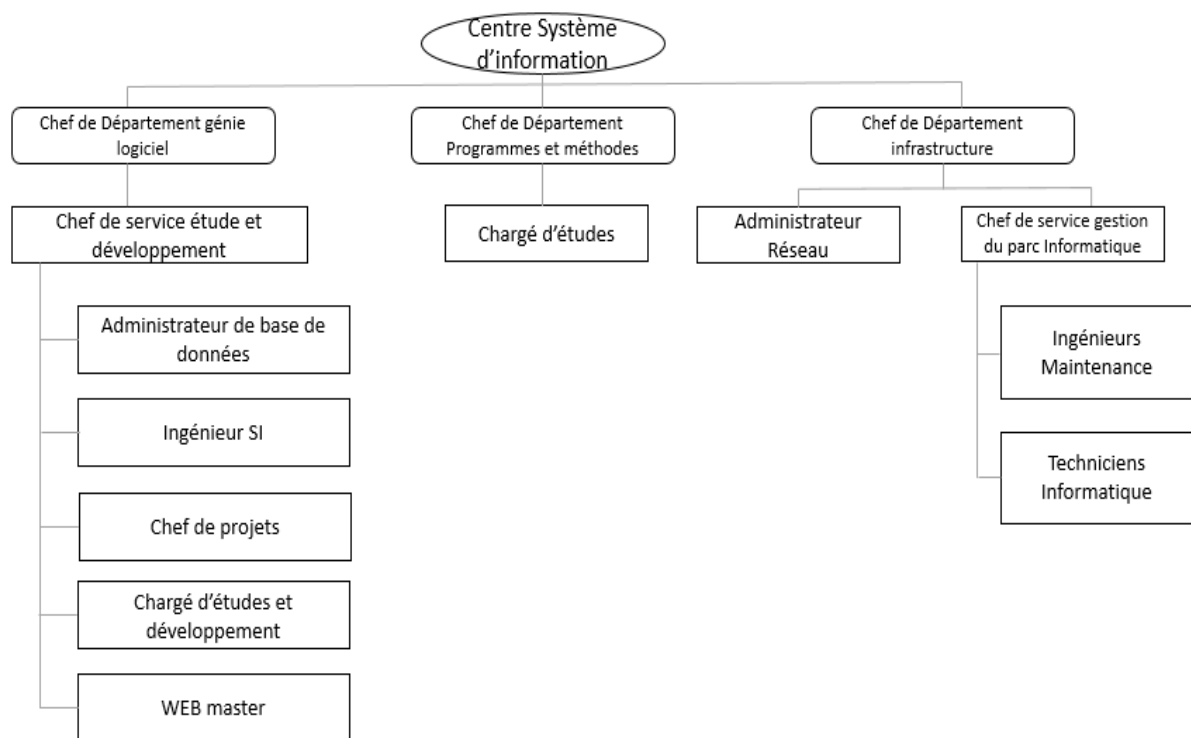 Centre Système
d'information
Chef de Département génie
logiciel
Chef de Département
Programmes et méthodes
Chef de Département
infrastructure
Chef de service étude et
développement
Chargé d'études
Administrateur
Réseau
Chef de service gestion
du parc Informatique
Administrateur de base de
données
Ingénieur SI
Chef de projets
Chargé d'études et
développement
WEB master
Ingénieurs
Maintenance
Techniciens
Informatique